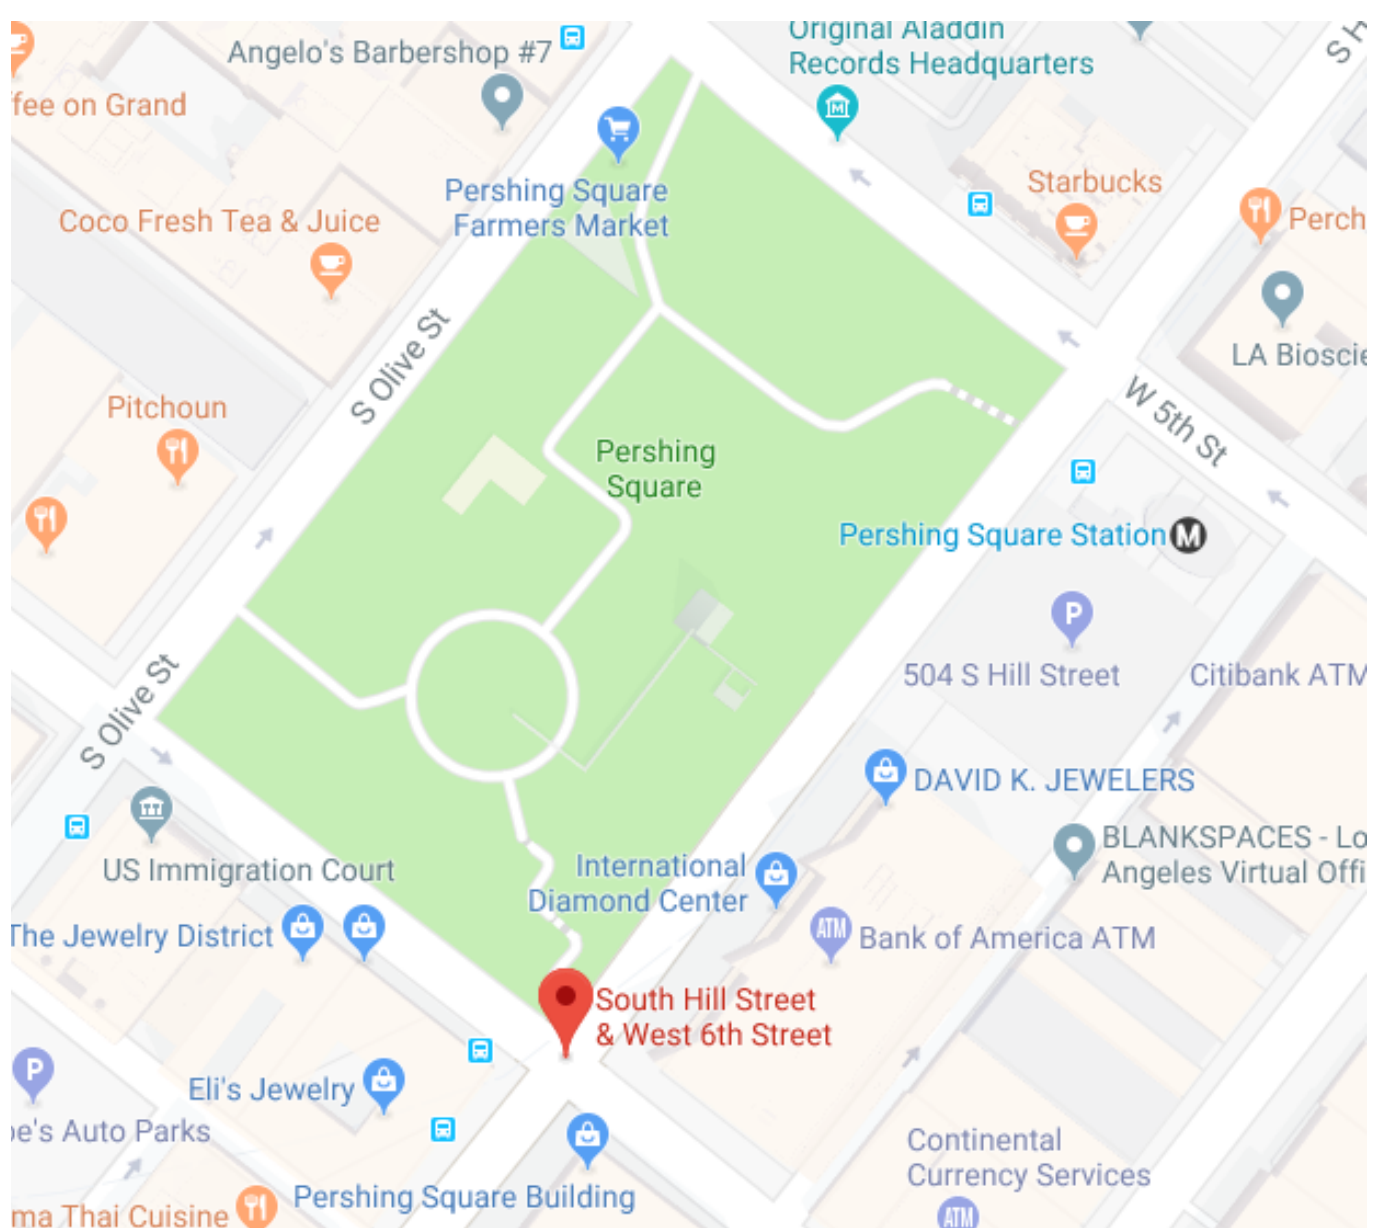 Original Aladdin
Records Headquarters
S H
Angelo's Barbershop #7
ffee on Grand
Pershing Square
Farmers Market
Starbucks
Perch
Coco Fresh Tea & Juice
S Olive St
LA Bioscie
Pitchoun
W 5th St
Pershing
Square
Pershing Square Station M
P
504 S Hill Street
Citibank ATM
S Olive St
DAVID K. JEWELERS
US Immigration Court
BLANKSPACES - Lo
Angeles Virtual Offi
International
Diamond Center
The Jewelry District
ATM
Bank of America ATM
South Hill Street
& West 6th Street
P
Eli's Jewelry
oe's Auto Parks
Continental
Currency Services
Pershing Square Building
ma Thai Cuisine
ATM